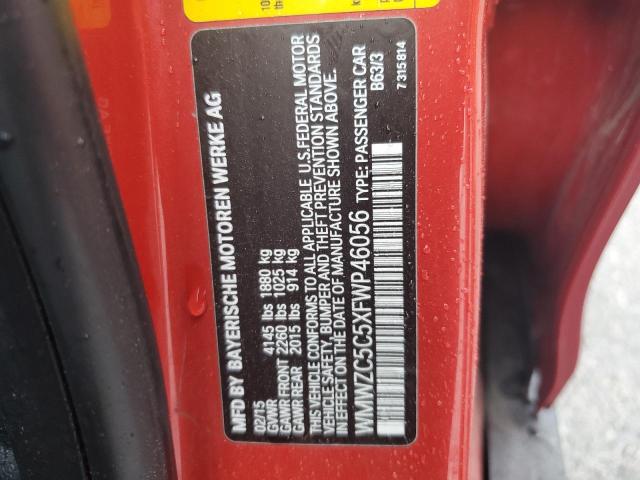 MFD BY BAYERISCHE MOTOREN WERKE AG
02/15
GVWR 4145 lbs 1880 kg
GAWR FRONT 2260 lbs 1025 kg
GAWR REAR 2015 lbs 914 kg
THIS VEHICLE CONFORMS TO ALL APPLICABLE U.S.FEDERAL MOTOR
VEHICLE SAFETY, BUMPER AND THEFT PREVENTION STANDARDS
IN EFFECT ON THE DATE OF MANUFACTURE SHOWN ABOVE.
WMWZC5C5XFWP46056 TYPE: PASSENGER CAR
B63/3
7 315 814